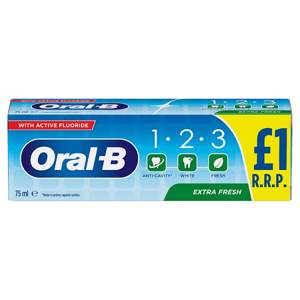 WITH ACTIVE FLUORIDE
Oral-B
1·2·3
ANTI-CAVITY* WHITE FRESH
£1
R.R.P.
75 ml e
EXTRA FRESH